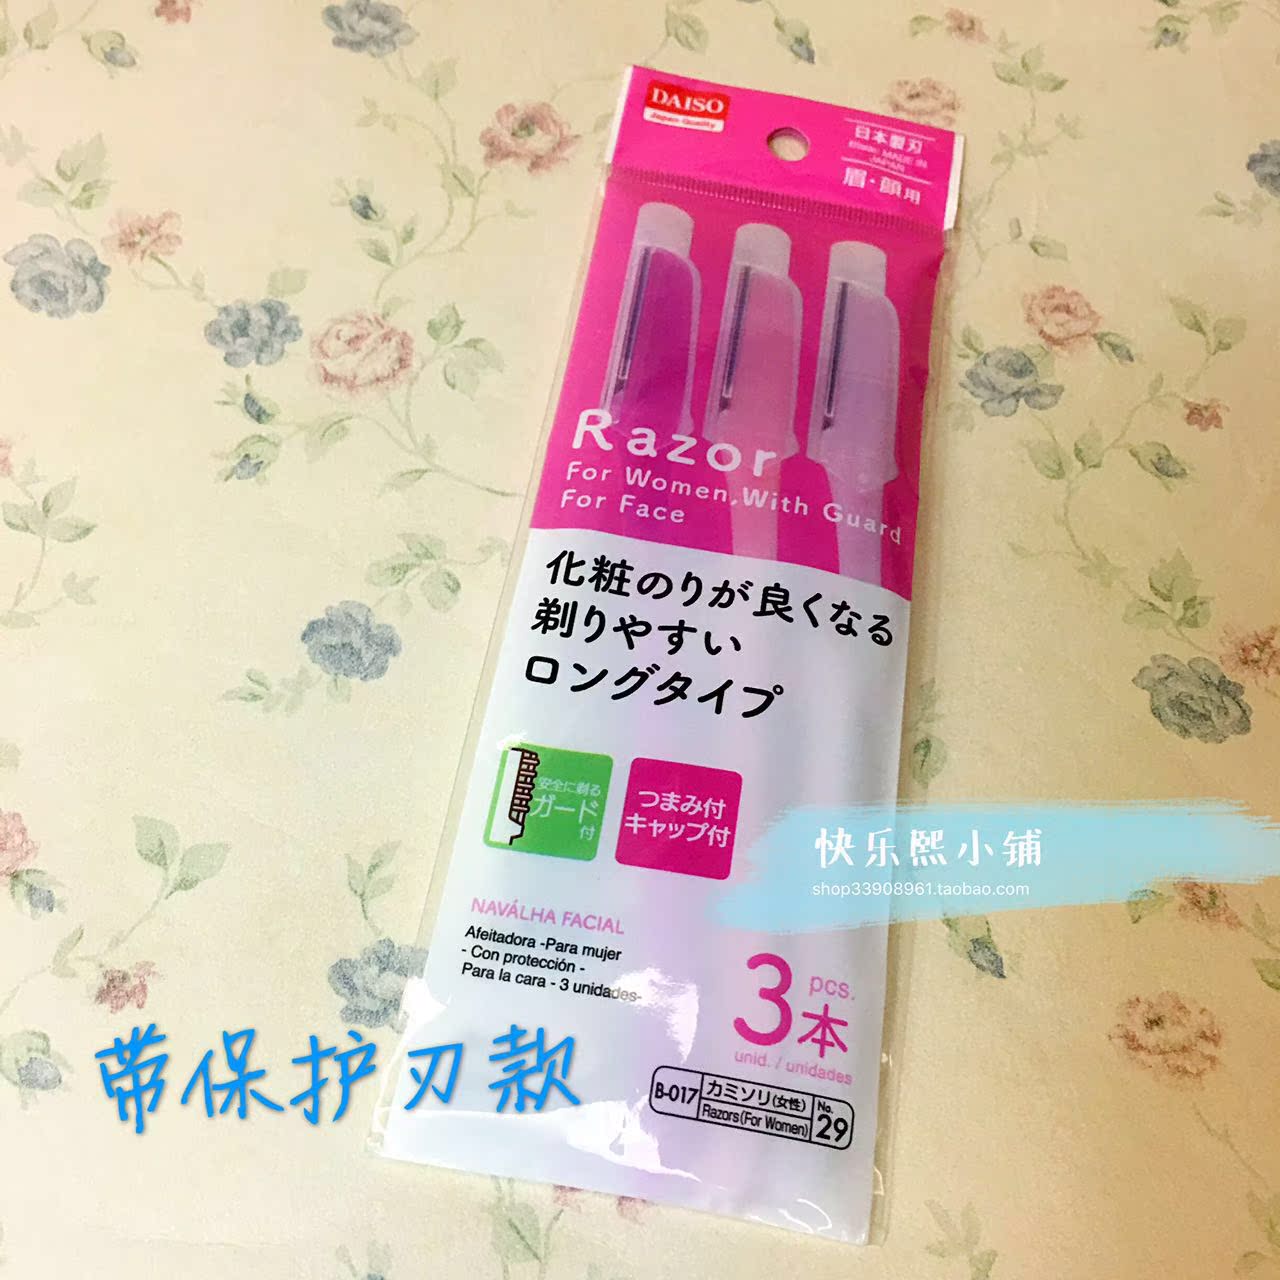 DAISO
Japan Quality
日本製刃
Blade: MADE IN
JAPAN
眉・顔用
Razor
For Women, With Guard
For Face
化粧のりが良くなる
剃りやすい
ロングタイプ
安全に剃る
ガード
付
つまみ付
キャップ付
快乐熙小铺
shop33908961.taobao.com
NAVÁLHA FACIAL
Afeitadora -Para mujer
- Con protección -
Para la cara - 3 unidades-
3 pcs.
本
unid. / unidades
带保护刃款
B-017
カミソリ(女性)
Razors(For Women)
No.
29